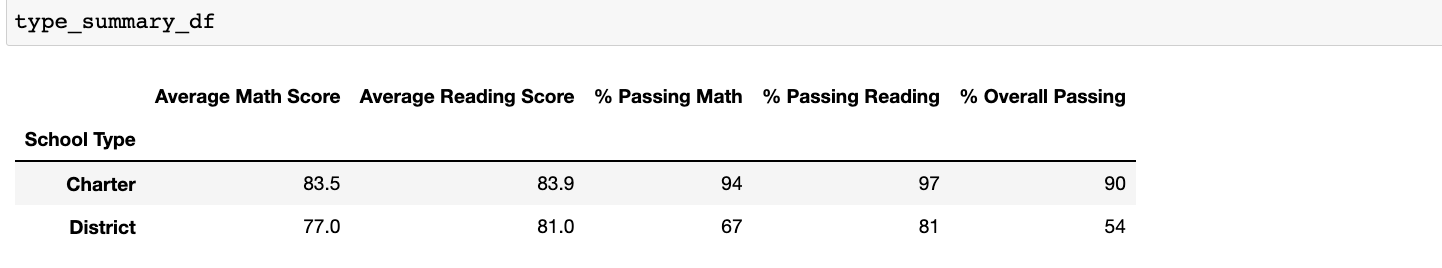 type_summary_df
Average Math Score Average Reading Score % Passing Math % Passing Reading % Overall Passing
School Type
Charter 83.5 83.9 94 97 90
District 77.0 81.0 67 81 54